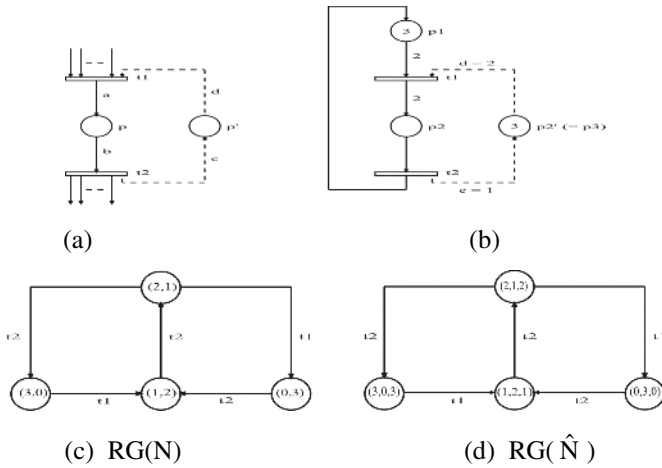 t1
a
d
p
p'
b
c
t2
(a)
3
p1
2
d = 2
t1
2
p2
3
p2' (= p3)
t2
c = 1
(b)
(2,1)
t2
t2
t1
(3,0)
t1
(1,2)
t2
(0,3)
(c) RG(N)
(2,1,2)
t2
t2
(3,0,3)
t1
(1,2,1)
t2
(0,3,0)
(d) RG( N̂ )